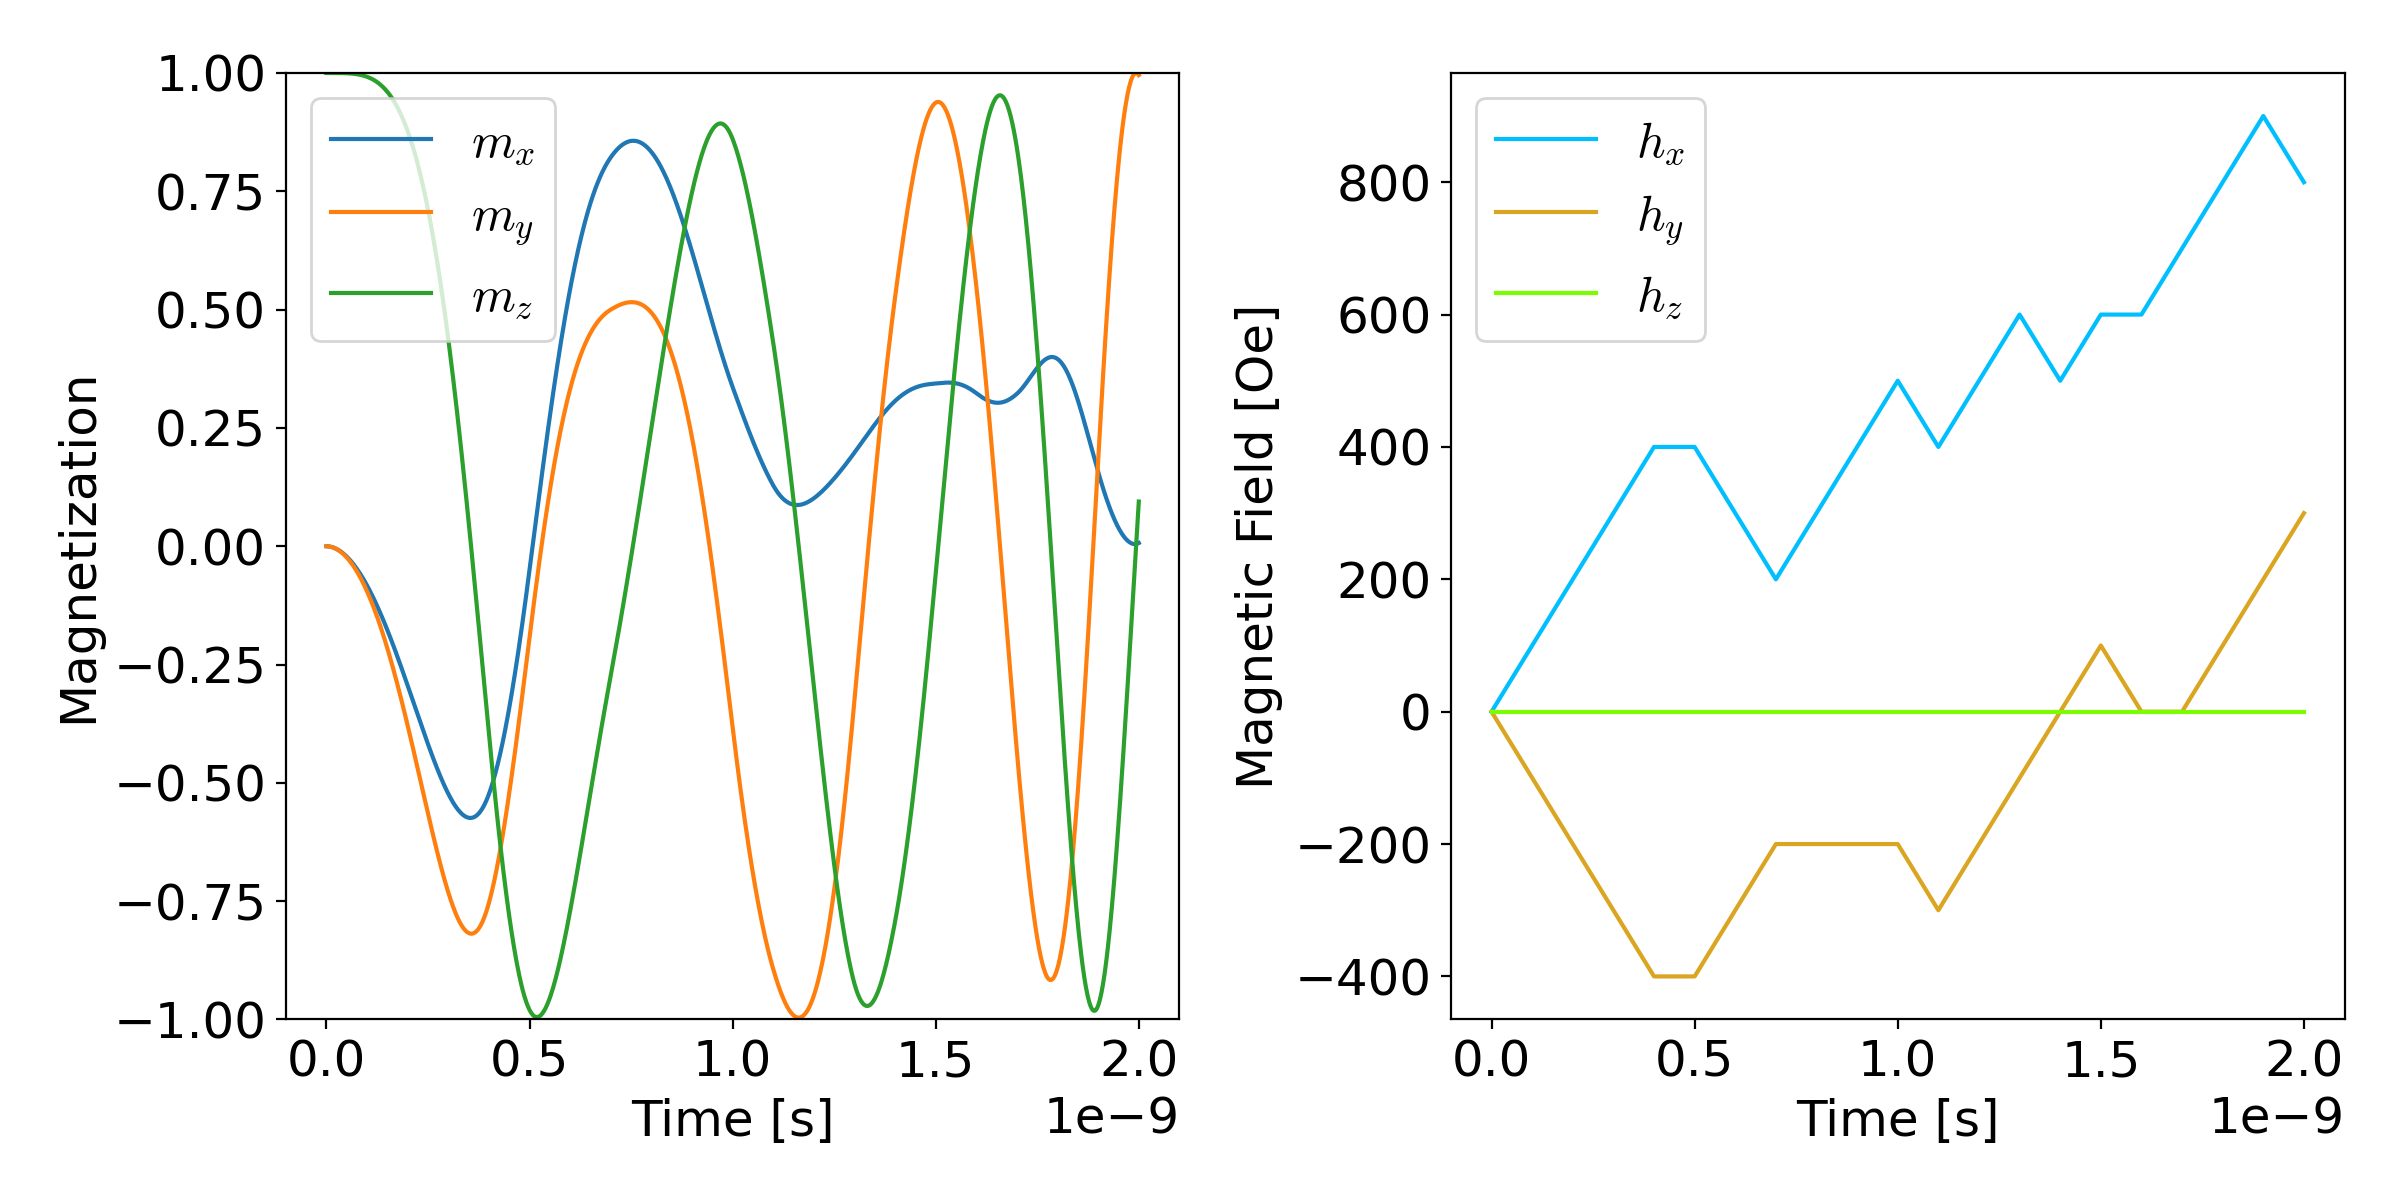 1.00
0.75
0.50
0.25
0.00
−0.25
−0.50
−0.75
−1.00
Magnetization
m_x
m_y
m_z
0.0 0.5 1.0 1.5 2.0
Time [s]
1e−9
800
600
400
200
0
−200
−400
Magnetic Field [Oe]
h_x
h_y
h_z
0.0 0.5 1.0 1.5 2.0
Time [s]
1e−9